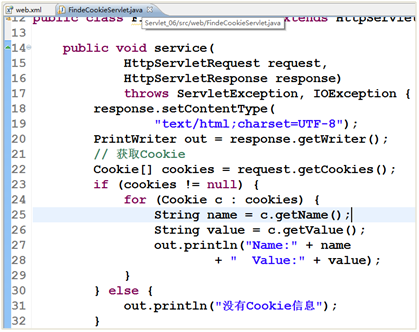 web.xml FindeCookieServlet.java
12 public class Fi extends HttpServl
Servlet_06/src/web/FindeCookieServlet.java
14 public void service(
15 HttpServletRequest request,
16 HttpServletResponse response)
17 throws ServletException, IOException {
18 response.setContentType(
19 "text/html;charset=UTF-8");
20 PrintWriter out = response.getWriter();
21 // 获取Cookie
22 Cookie[] cookies = request.getCookies();
23 if (cookies != null) {
24 for (Cookie c : cookies) {
25 String name = c.getName();
26 String value = c.getValue();
27 out.println("Name:" + name
28 + "  Value:" + value);
29 }
30 } else {
31 out.println("没有Cookie信息");
32 }